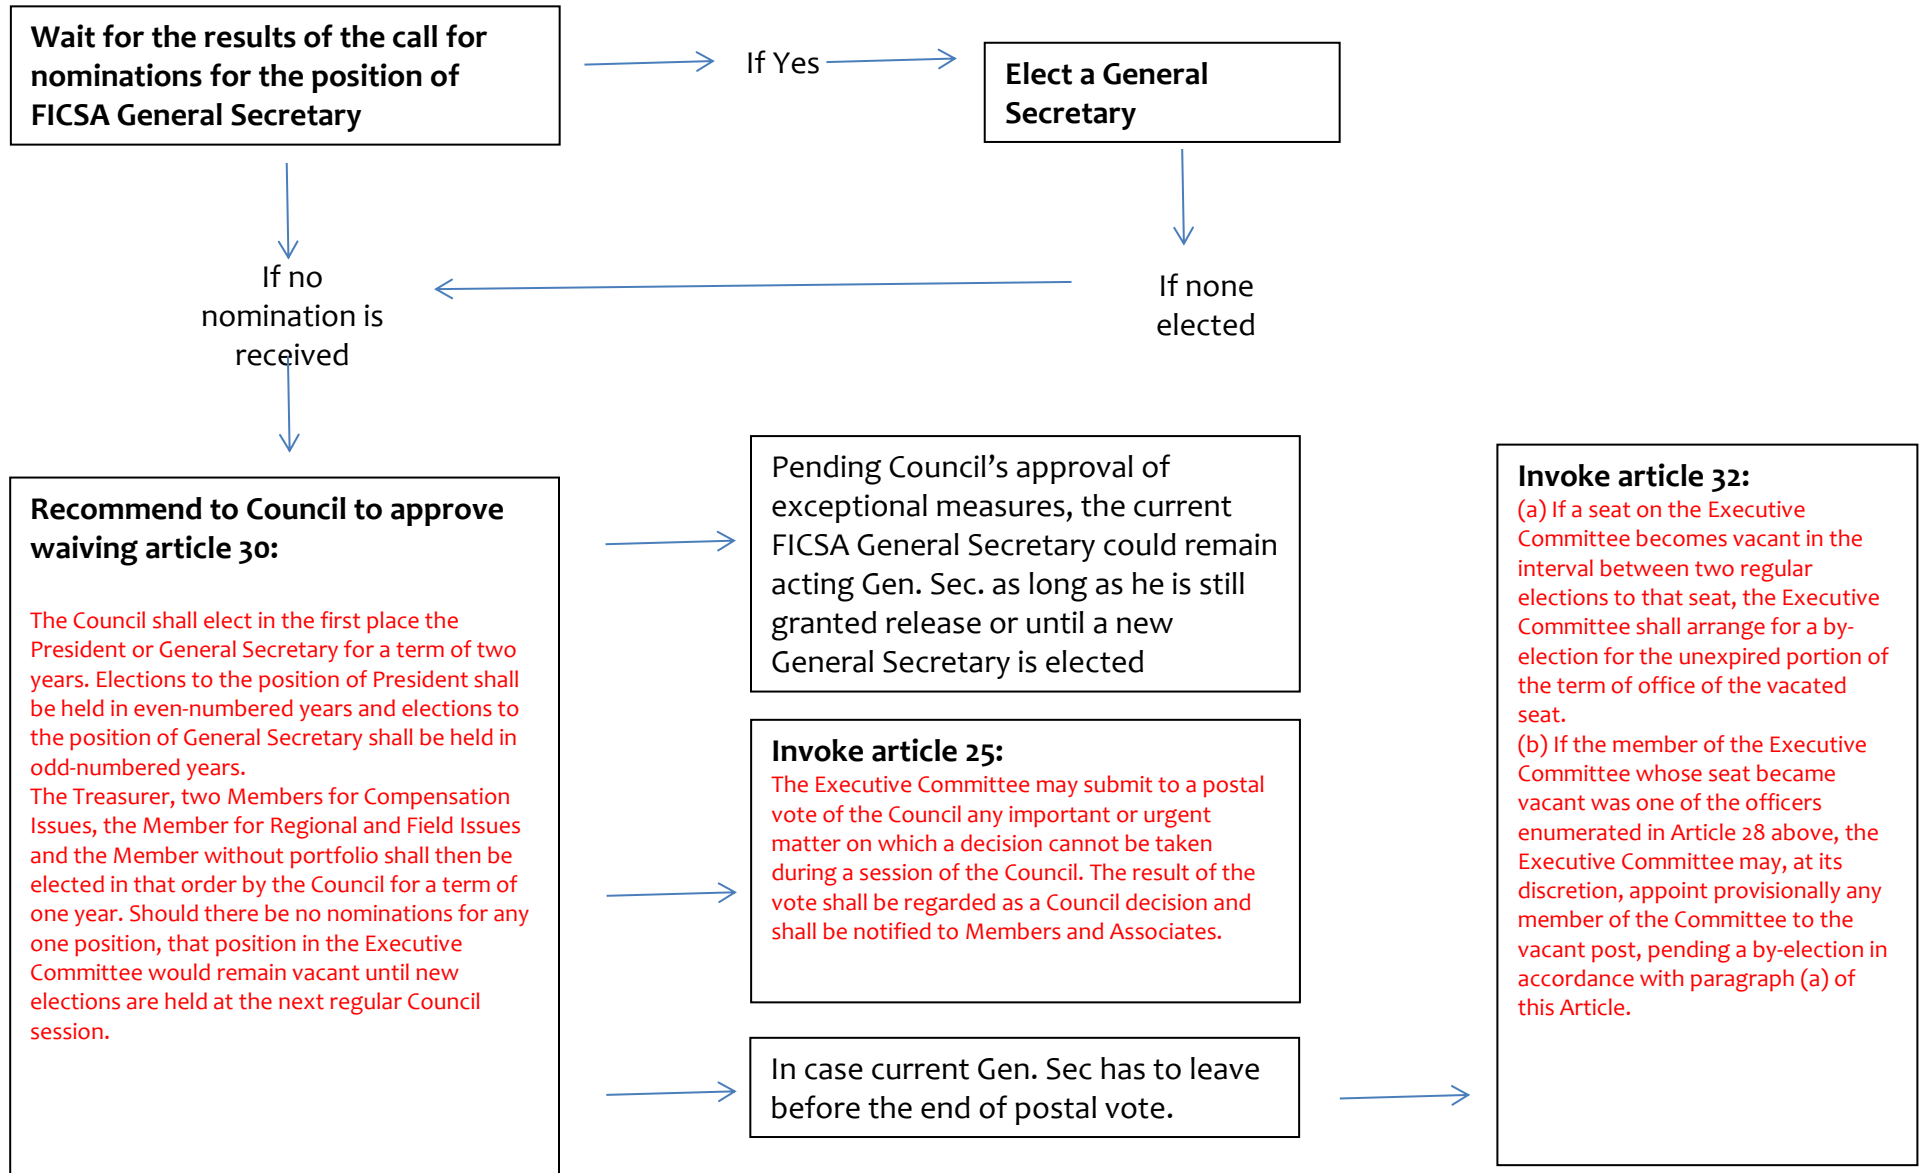 Wait for the results of the call for
nominations for the position of
FICSA General Secretary
If Yes
Elect a General
Secretary
If no
nomination is
received
If none
elected
Recommend to Council to approve
waiving article 30:
The Council shall elect in the first place the
President or General Secretary for a term of two
years. Elections to the position of President shall
be held in even-numbered years and elections to
the position of General Secretary shall be held in
odd-numbered years.
The Treasurer, two Members for Compensation
Issues, the Member for Regional and Field Issues
and the Member without portfolio shall then be
elected in that order by the Council for a term of
one year. Should there be no nominations for any
one position, that position in the Executive
Committee would remain vacant until new
elections are held at the next regular Council
session.
Pending Council’s approval of
exceptional measures, the current
FICSA General Secretary could remain
acting Gen. Sec. as long as he is still
granted release or until a new
General Secretary is elected
Invoke article 25:
The Executive Committee may submit to a postal
vote of the Council any important or urgent
matter on which a decision cannot be taken
during a session of the Council. The result of the
vote shall be regarded as a Council decision and
shall be notified to Members and Associates.
In case current Gen. Sec has to leave
before the end of postal vote.
Invoke article 32:
(a) If a seat on the Executive
Committee becomes vacant in the
interval between two regular
elections to that seat, the Executive
Committee shall arrange for a by-
election for the unexpired portion of
the term of office of the vacated
seat.
(b) If the member of the Executive
Committee whose seat became
vacant was one of the officers
enumerated in Article 28 above, the
Executive Committee may, at its
discretion, appoint provisionally any
member of the Committee to the
vacant post, pending a by-election in
accordance with paragraph (a) of
this Article.